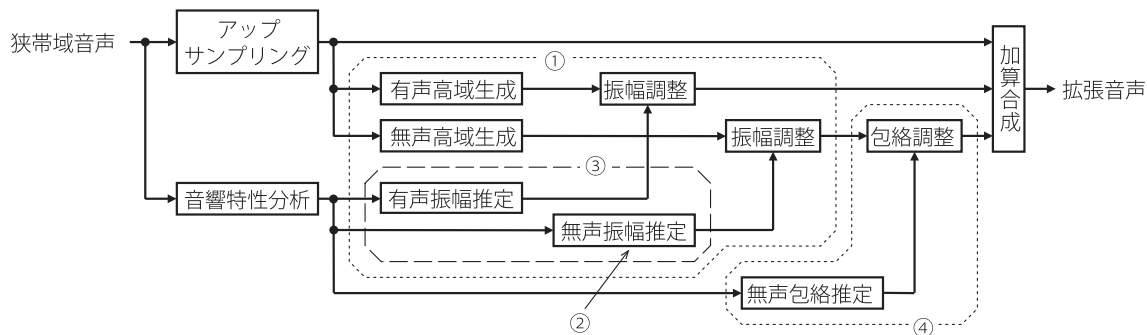 狭帯域音声
アップ
サンプリング
①
有声高域生成
振幅調整
加算合成
拡張音声
無声高域生成
振幅調整
包絡調整
③
音響特性分析
有声振幅推定
無声振幅推定
無声包絡推定
②
④